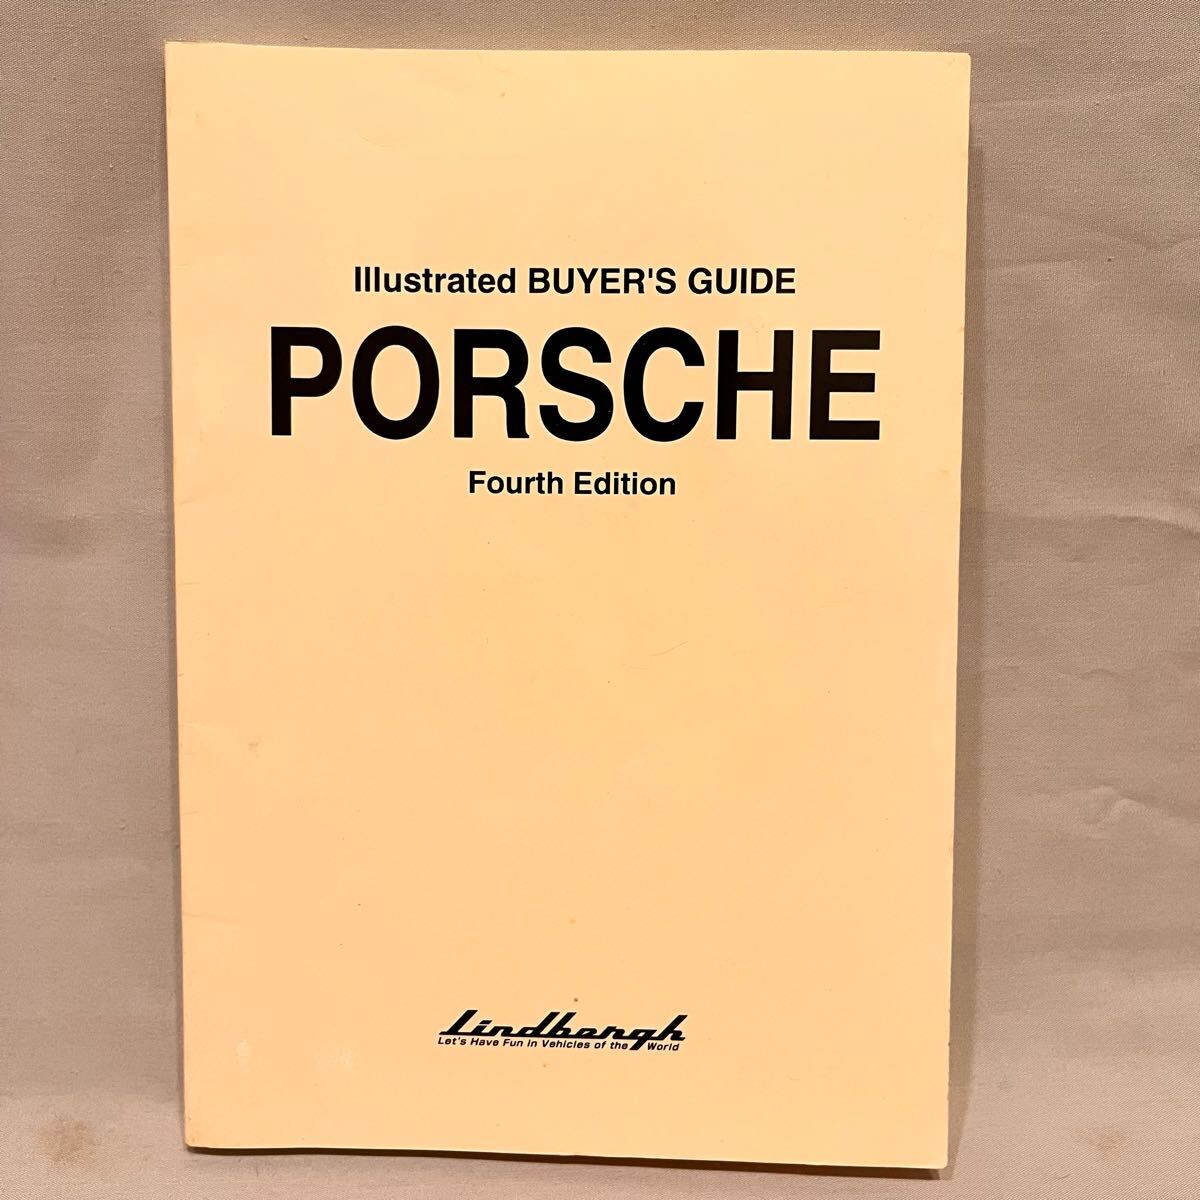 Illustrated BUYER'S GUIDE
PORSCHE
Fourth Edition
Lindbergh
Let's Have Fun in Vehicles of the World